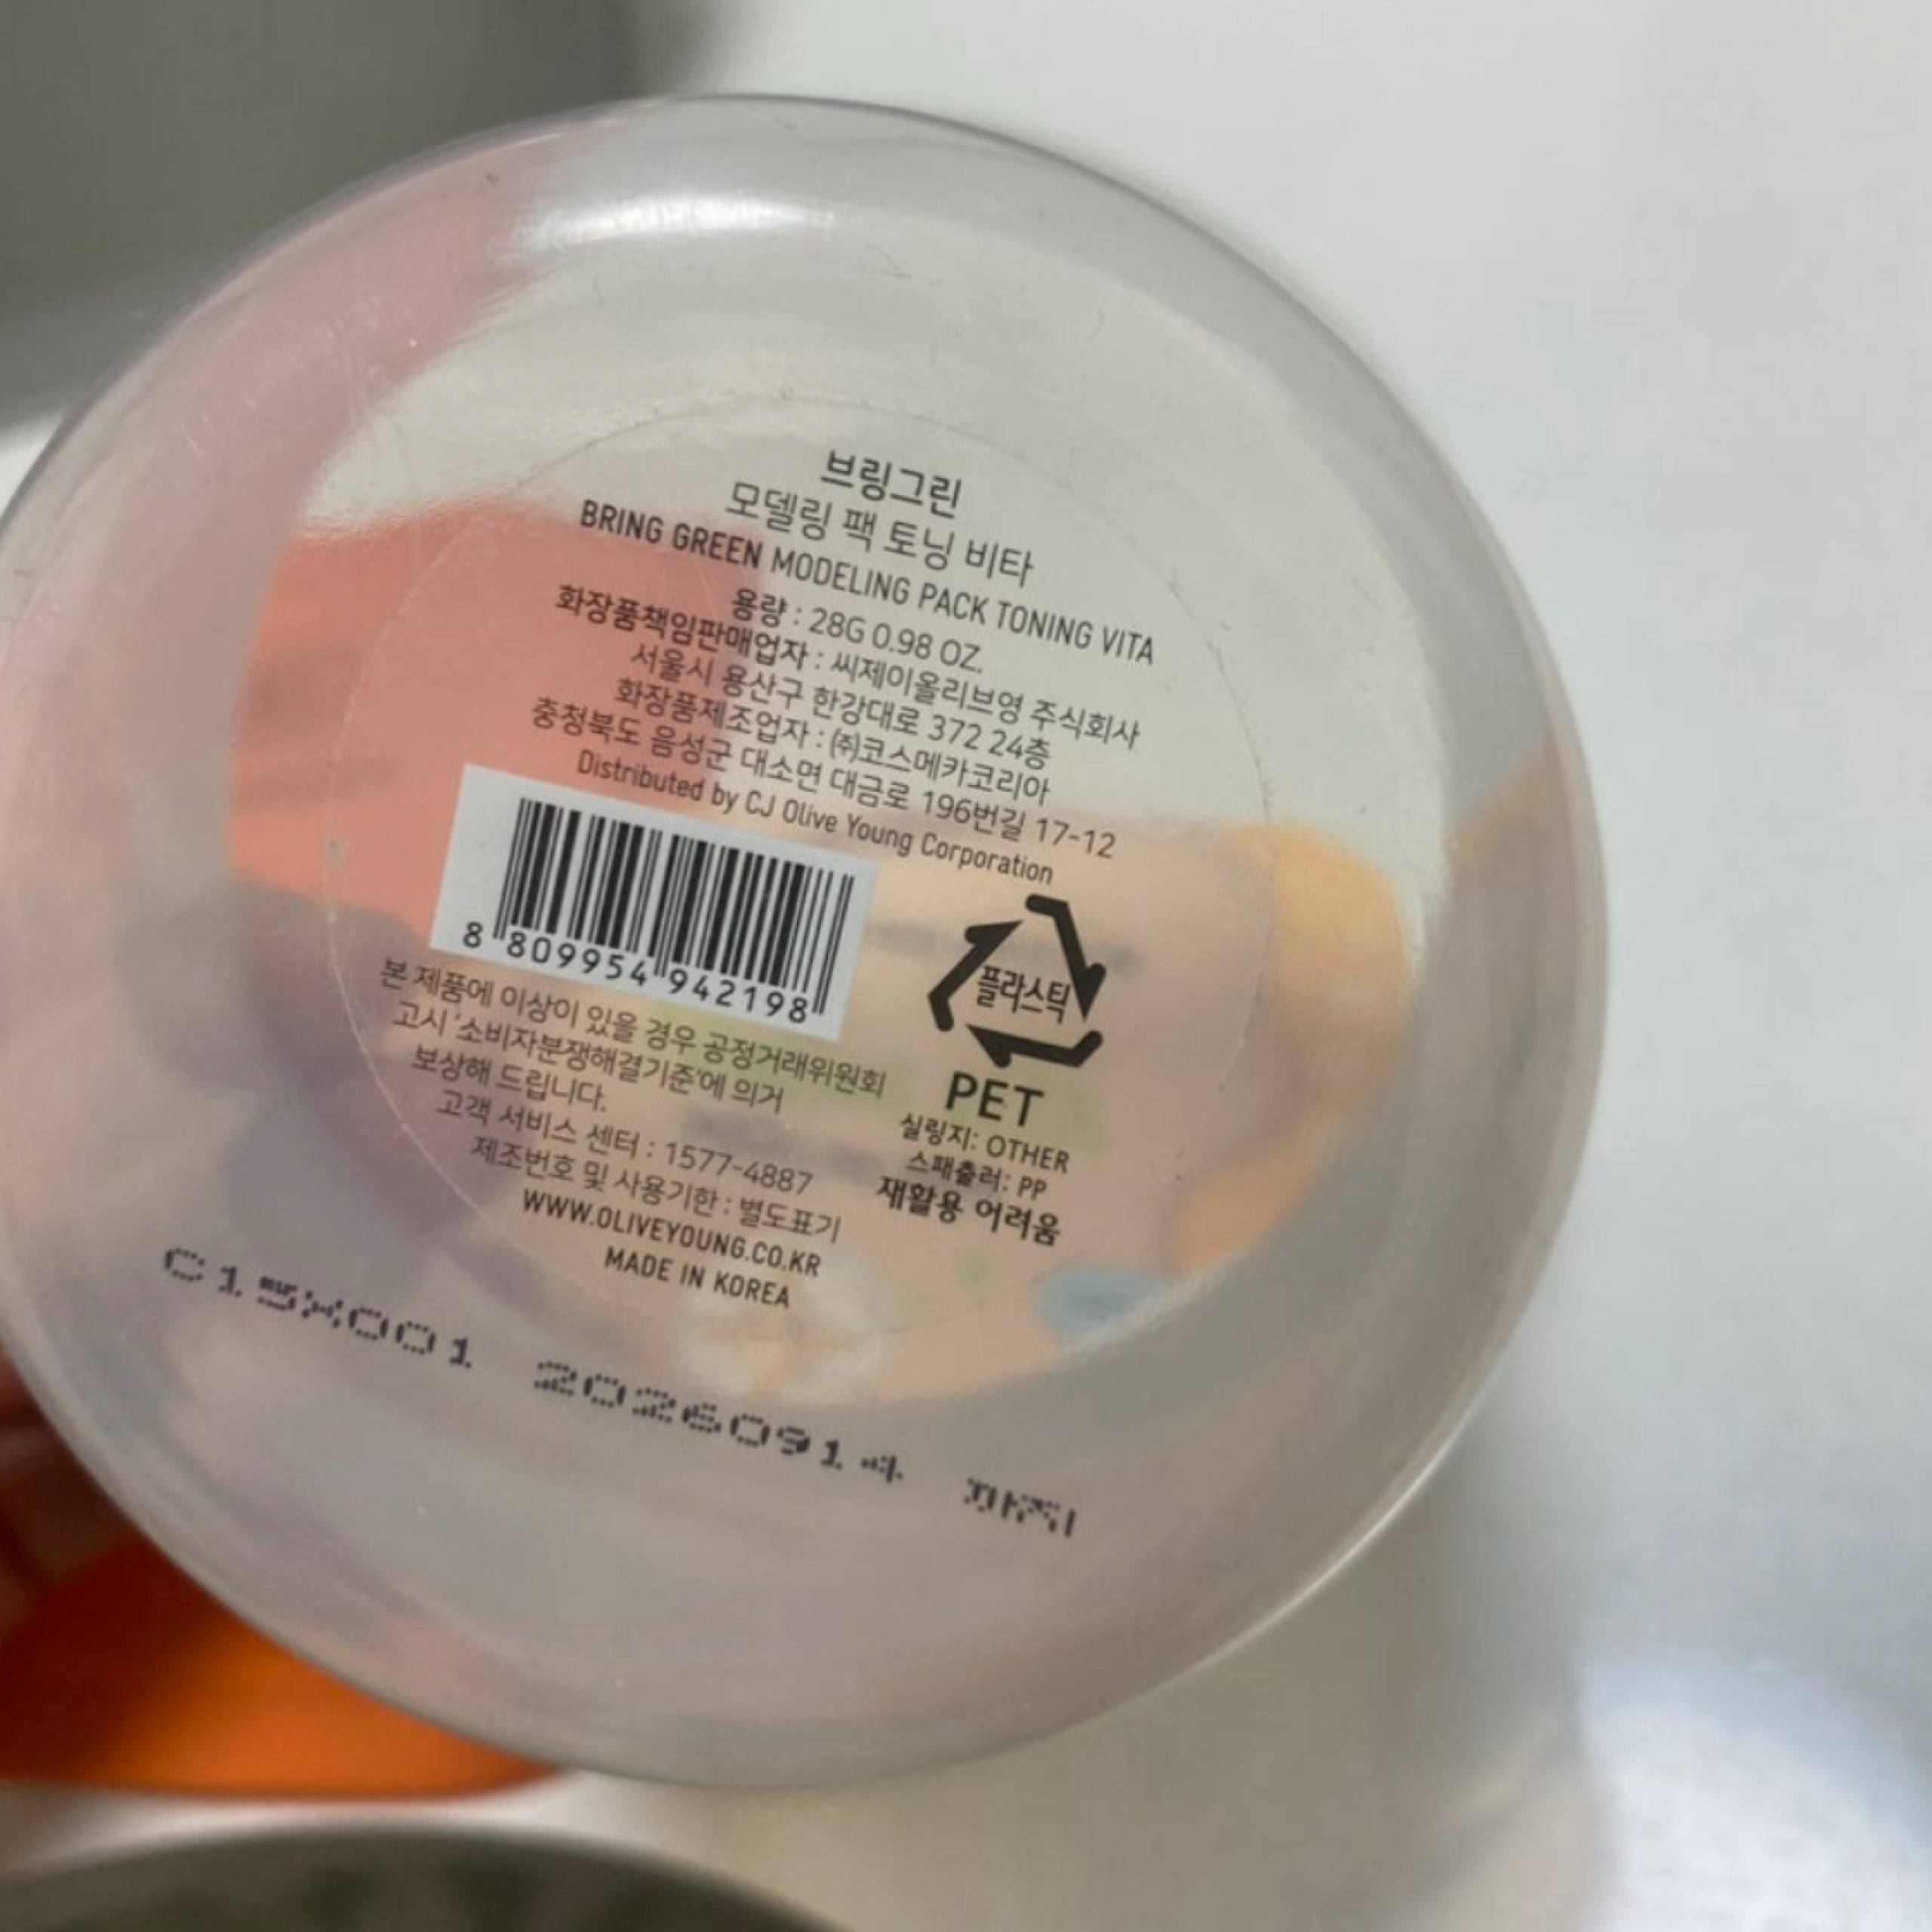 브링그린
모델링 팩 토닝 비타
BRING GREEN MODELING PACK TONING VITA
용량 : 28G 0.98 OZ.
화장품책임판매업자 : 씨제이올리브영 주식회사
서울시 용산구 한강대로 372 24층
화장품제조업자 : ㈜코스메카코리아
충청북도 음성군 대소면 대금로 196번길 17-12
Distributed by CJ Olive Young Corporation
8 809954 942198
플라스틱
PET
실링지: OTHER
스패출러: PP
재활용 어려움
본 제품에 이상이 있을 경우 공정거래위원회
고시 '소비자분쟁해결기준'에 의거
보상해 드립니다.
고객 서비스 센터 : 1577-4887
제조번호 및 사용기한 : 별도표기
WWW.OLIVEYOUNG.CO.KR
MADE IN KOREA
C15X001 20260914 까지